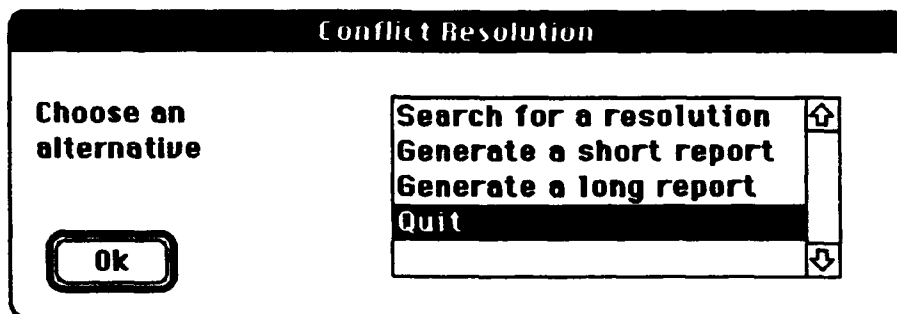 Conflict Resolution
Choose an
alternative
Search for a resolution
Generate a short report
Generate a long report
Quit
Ok